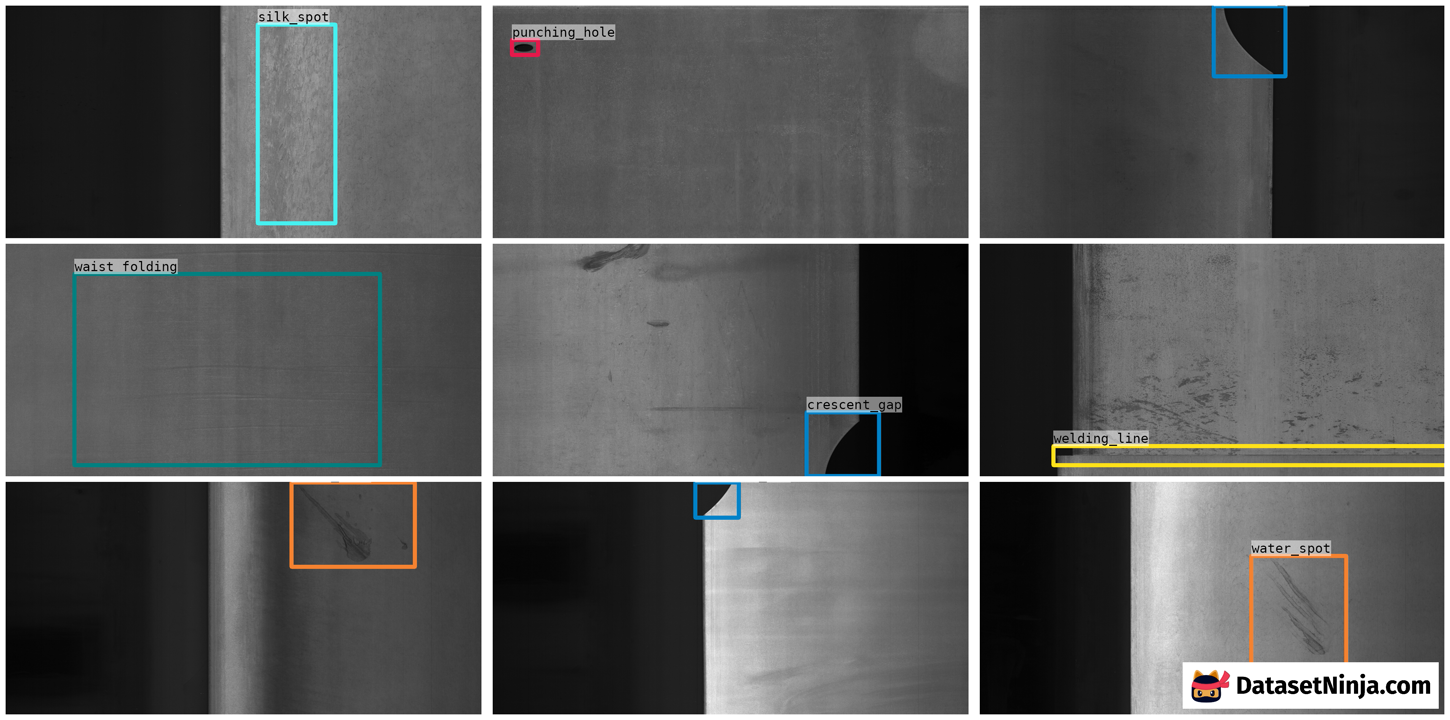 silk_spot
punching_hole
waist folding
crescent_gap
welding_line
water_spot
DatasetNinja.com